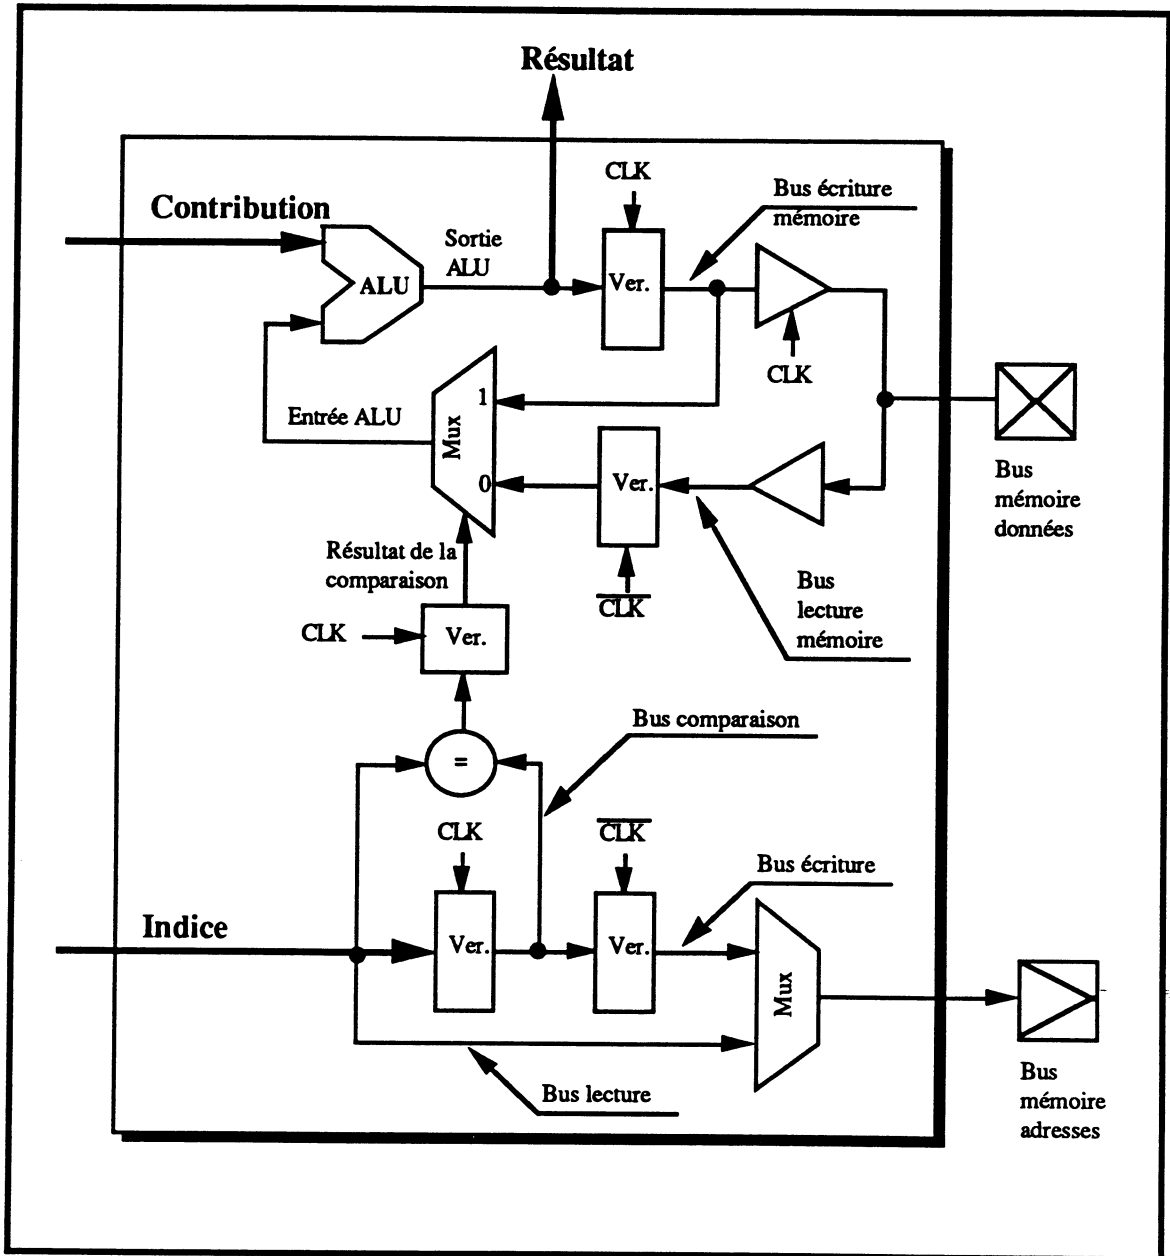 Résultat
CLK
Bus écriture
mémoire
Contribution
Sortie
ALU
ALU
Ver.
CLK
1
Entrée ALU
Mux
0
Ver.
Bus
mémoire
données
Résultat de la
comparaison
CLK
Bus
lecture
mémoire
CLK
Ver.
Bus comparaison
=
CLK
CLK
Bus écriture
Indice
Ver.
Ver.
Mux
Bus lecture
Bus
mémoire
adresses